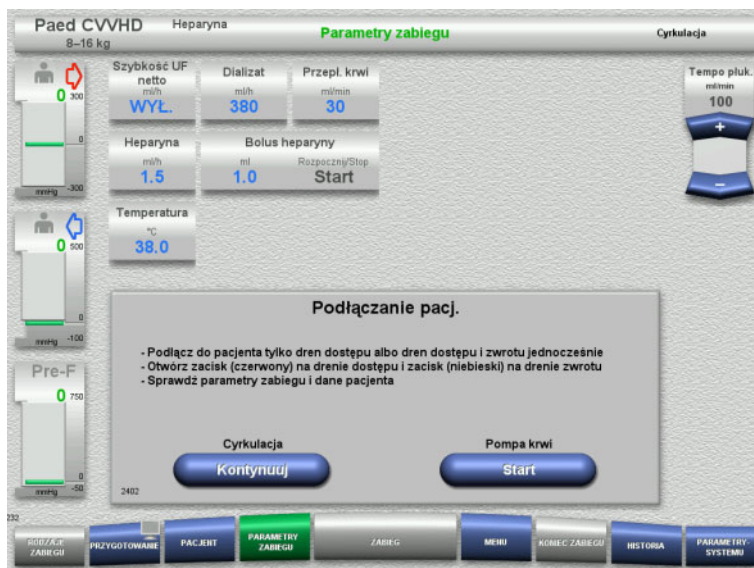 Paed CVVHD Heparyna Parametry zabiegu Cyrkulacja
8–16 kg
Szybkość UF netto Dializat Przepł. krwi Tempo płuk.
ml/h ml/h ml/min ml/min
WYŁ. 380 30 100
0 300
0
mmHg -300
Heparyna Bolus heparyny
ml/h ml Rozpocznij/Stop
1.5 1.0 Start
+
−
Temperatura
°C
38.0
0 500
0
mmHg -100
Podłączanie pacj.
- Podłącz do pacjenta tylko dren dostępu albo dren dostępu i zwrotu jednocześnie
- Otwórz zacisk (czerwony) na drenie dostępu i zacisk (niebieski) na drenie zwrotu
- Sprawdź parametry zabiegu i dane pacjenta
Pre-F
0 750
0
mmHg -50
Cyrkulacja Pompa krwi
Kontynuuj Start
2402
232
RODZAJE ZABIEGU PRZYGOTOWANIE PACJENT PARAMETRY ZABIEGU ZABIEG MENU KONIEC ZABIEGU HISTORIA PARAMETRY-SYSTEMU